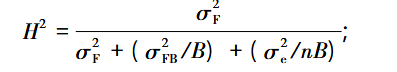 H² = σ²_F / (σ²_F + ( σ²_FB/B) + (σ²_e/nB));